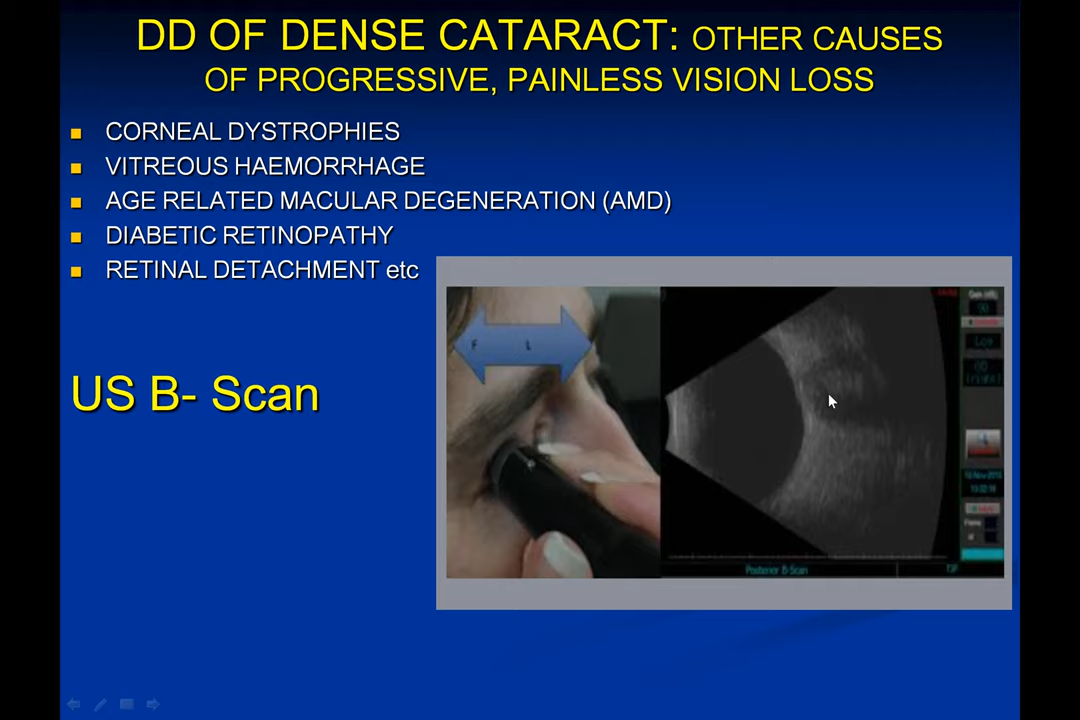 DD OF DENSE CATARACT: OTHER CAUSES
OF PROGRESSIVE, PAINLESS VISION LOSS
CORNEAL DYSTROPHIES
VITREOUS HAEMORRHAGE
AGE RELATED MACULAR DEGENERATION (AMD)
DIABETIC RETINOPATHY
RETINAL DETACHMENT etc
US B- Scan
F L
Posterior B-Scan